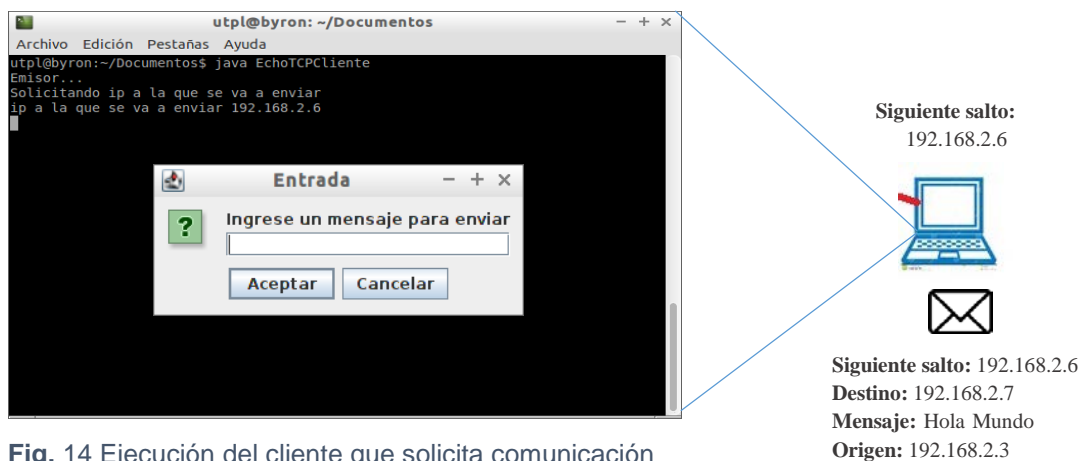 utpl@byron: ~/Documentos
Archivo Edición Pestañas Ayuda
utpl@byron:~/Documentos$ java EchoTCPCliente
Emisor...
Solicitando ip a la que se va a enviar
ip a la que se va a enviar 192.168.2.6
Entrada
?
Ingrese un mensaje para enviar
Aceptar Cancelar
Siguiente salto:
192.168.2.6
Siguiente salto: 192.168.2.6
Destino: 192.168.2.7
Mensaje: Hola Mundo
Origen: 192.168.2.3
Fig. 14 Ejecución del cliente que solicita comunicación